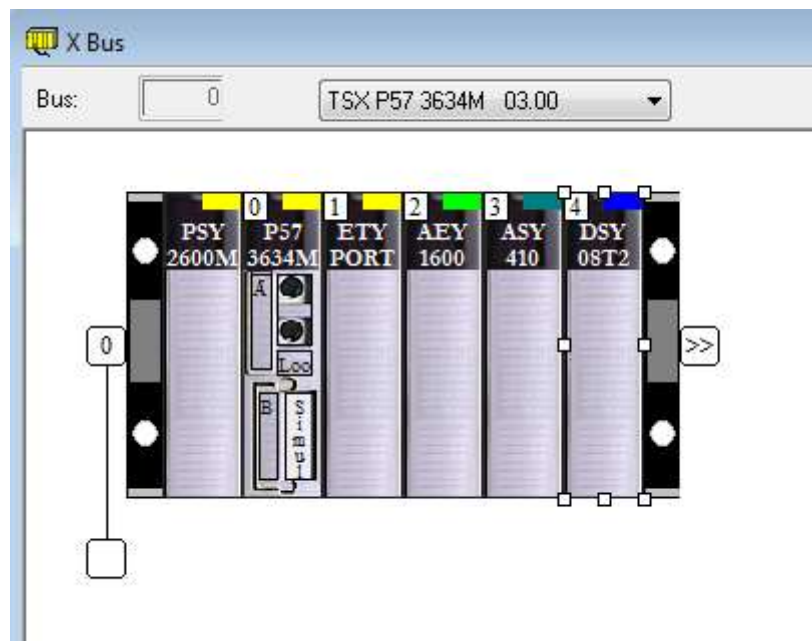 X Bus
Bus: 0 TSX P57 3634M 03.00
0 1 2 3 4
PSY P57 ETY AEY ASY DSY
2600M 3634M PORT 1600 410 08T2
A
Loc
0 >>
B Simul